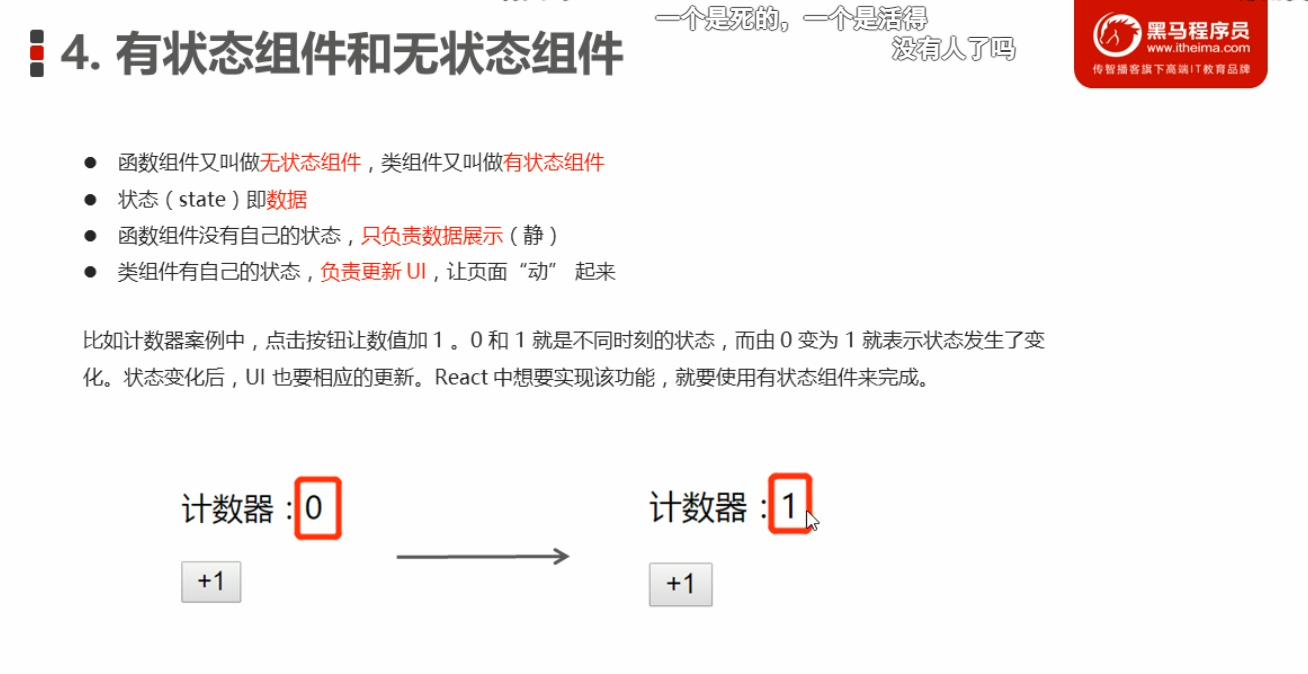 一个是死的，一个是活得
没有人了吗
4. 有状态组件和无状态组件
黑马程序员
www.itheima.com
传智播客旗下高端IT教育品牌
● 函数组件又叫做无状态组件，类组件又叫做有状态组件
● 状态（state）即数据
● 函数组件没有自己的状态，只负责数据展示（静）
● 类组件有自己的状态，负责更新 UI，让页面“动” 起来
比如计数器案例中，点击按钮让数值加 1 。0 和 1 就是不同时刻的状态，而由 0 变为 1 就表示状态发生了变
化。状态变化后，UI 也要相应的更新。React 中想要实现该功能，就要使用有状态组件来完成。
计数器：0
+1
计数器：1
+1